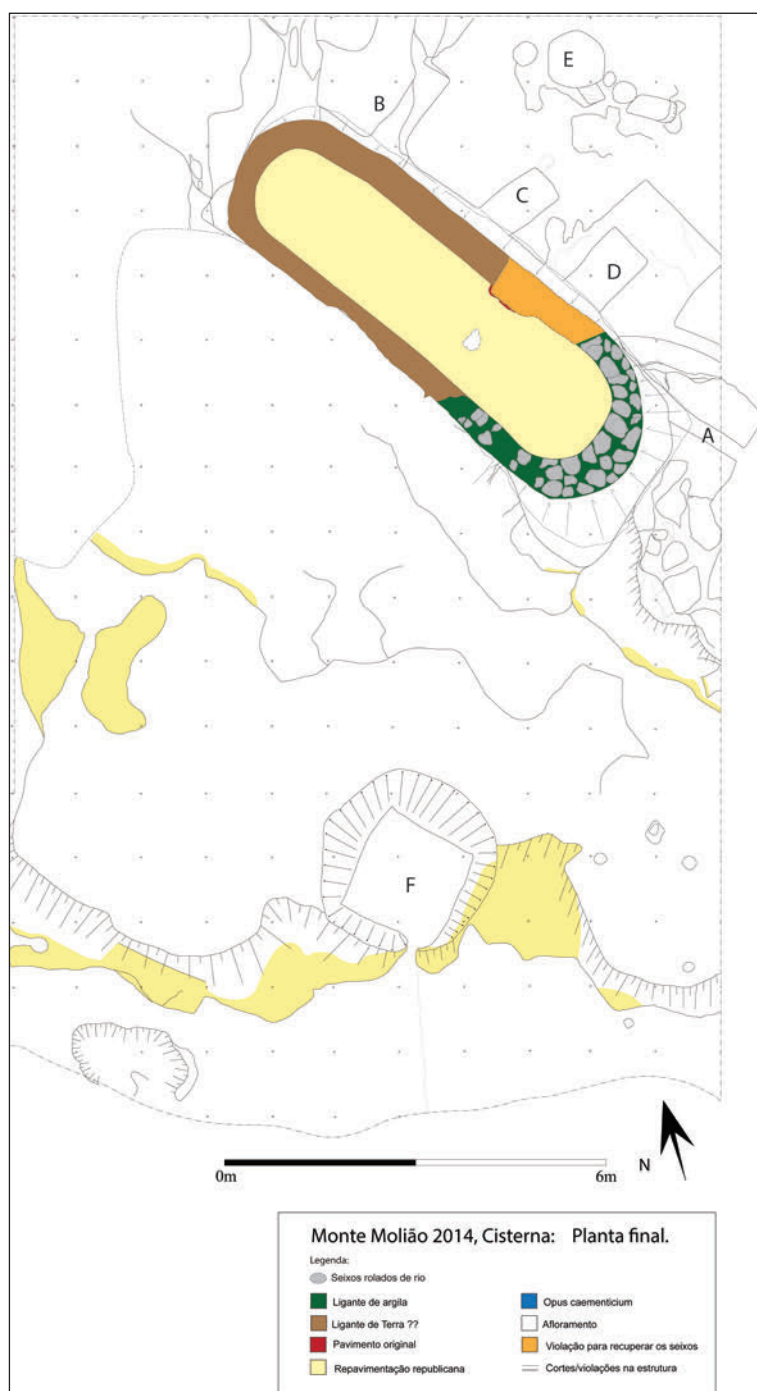 E
B
C
D
A
F
N
0m 6m
Monte Molião 2014, Cisterna: Planta final.
Legenda:
Seixos rolados de rio
Ligante de argila
Opus caementicium
Ligante de Terra ??
Afloramento
Pavimento original
Violação para recuperar os seixos
Repavimentação republicana
Cortes/violações na estrutura